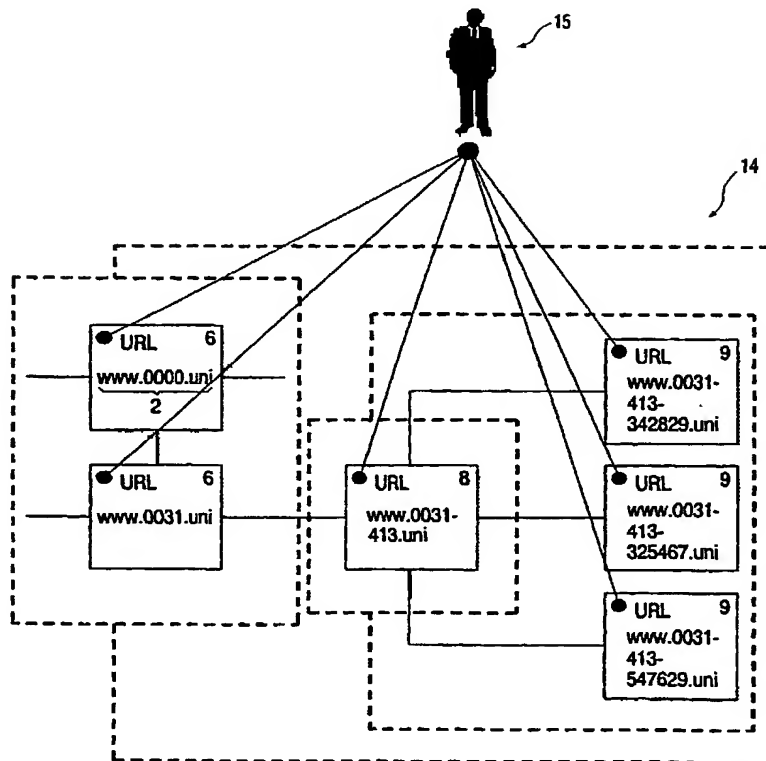 15
14
URL 6
www.0000.uni
2
URL 6
www.0031.uni
URL 8
www.0031-
413.uni
URL 9
www.0031-
413-
342829.uni
URL 9
www.0031-
413-
325467.uni
URL 9
www.0031-
413-
547629.uni